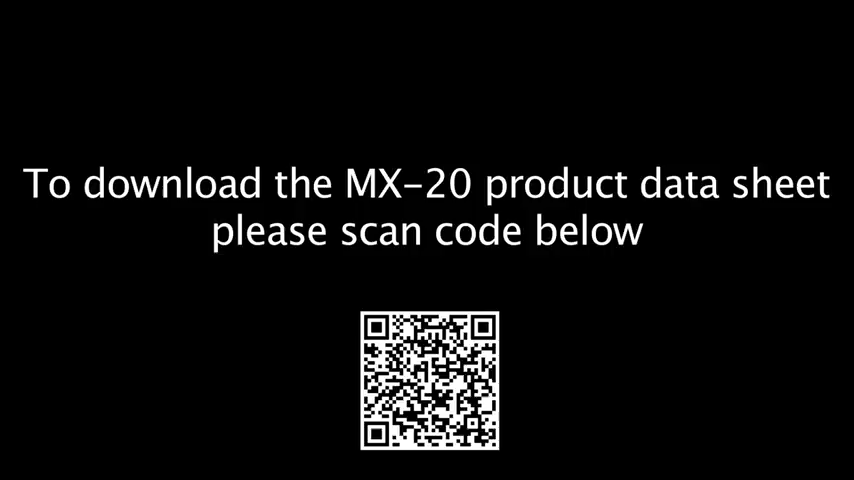 To download the MX-20 product data sheet
please scan code below